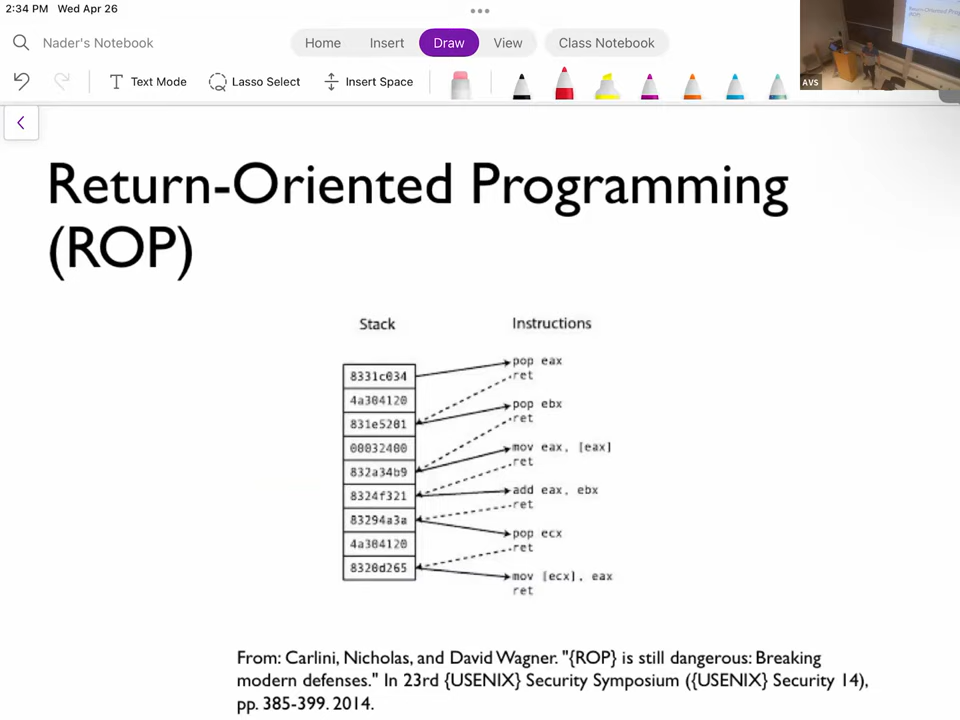 2:34 PM Wed Apr 26
Nader's Notebook
Home Insert Draw View Class Notebook
Text Mode Lasso Select Insert Space
AVS
Return-Oriented Programming
(ROP)
Stack Instructions
8331c034
4a304120
831e5201
00032400
832a34b9
8324f321
83294a3a
4a304120
8320d265
pop eax
ret
pop ebx
ret
mov eax, [eax]
ret
add eax, ebx
ret
pop ecx
ret
mov [ecx], eax
ret
From: Carlini, Nicholas, and David Wagner. "{ROP} is still dangerous: Breaking
modern defenses." In 23rd {USENIX} Security Symposium ({USENIX} Security 14),
pp. 385-399. 2014.